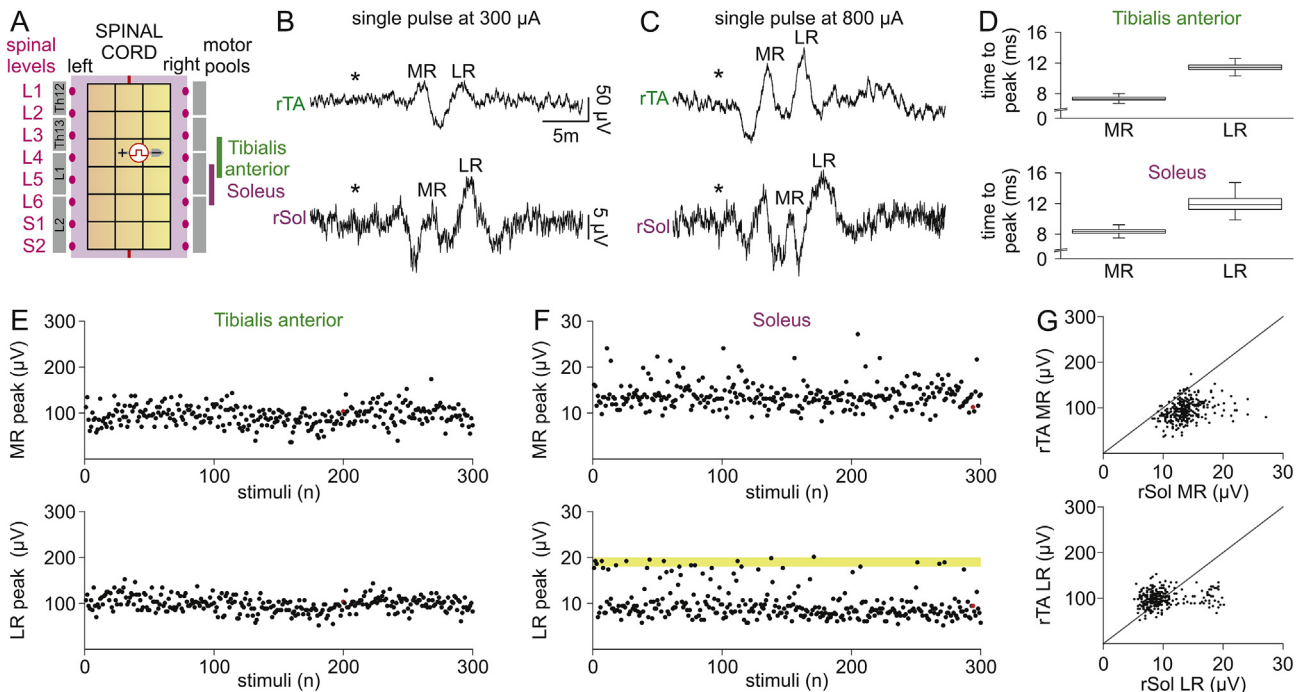 A
SPINAL
CORD
spinal
levels
left
right
motor
pools
L1
L2
L3
L4
L5
L6
S1
S2
Th12
Th13
L1
L2
+
−
Tibialis
anterior
Soleus
B
single pulse at 300 µA
*
MR
LR
rTA
50 µV
5m
*
MR
LR
rSol
5 µV
C
single pulse at 800 µA
*
MR
LR
rTA
*
MR
LR
rSol
D
Tibialis anterior
time to
peak (ms)
16
12
8
0
MR
LR
Soleus
time to
peak (ms)
16
12
8
0
MR
LR
E
Tibialis anterior
MR peak (µV)
300
200
100
0
100
200
300
stimuli (n)
LR peak (µV)
300
200
100
0
100
200
300
stimuli (n)
F
Soleus
MR peak (µV)
30
20
10
0
100
200
300
stimuli (n)
LR peak (µV)
30
20
10
0
100
200
300
stimuli (n)
G
rTA MR (µV)
300
200
100
0
0
10
20
30
rSol MR (µV)
rTA LR (µV)
300
200
100
0
0
10
20
30
rSol LR (µV)